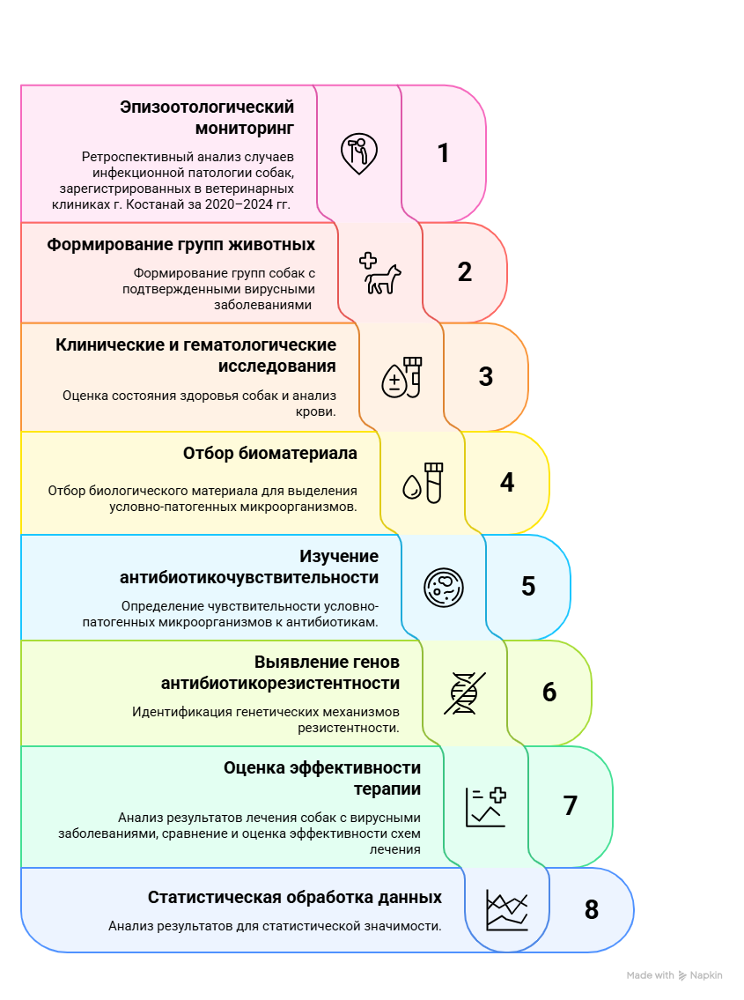 Эпизоотологический
мониторинг
Ретроспективный анализ случаев
инфекционной патологии собак,
зарегистрированных в ветеринарных
клиниках г. Костанай за 2020–2024 гг.
1
Формирование групп животных
Формирование групп собак с
подтвержденными вирусными
заболеваниями
2
Клинические и гематологические
исследования
Оценка состояния здоровья собак и анализ
крови.
3
Отбор биоматериала
Отбор биологического материала для выделения
условно-патогенных микроорганизмов.
4
Изучение
антибиотикочувствительности
Определение чувствительности условно-
патогенных микроорганизмов к антибиотикам.
5
Выявление генов
антибиотикорезистентности
Идентификация генетических механизмов
резистентности.
6
Оценка эффективности
терапии
Анализ результатов лечения собак с вирусными
заболеваниями, сравнение и оценка эффективности схем
лечения
7
Статистическая обработка данных
Анализ результатов для статистической значимости.
8
Made with Napkin